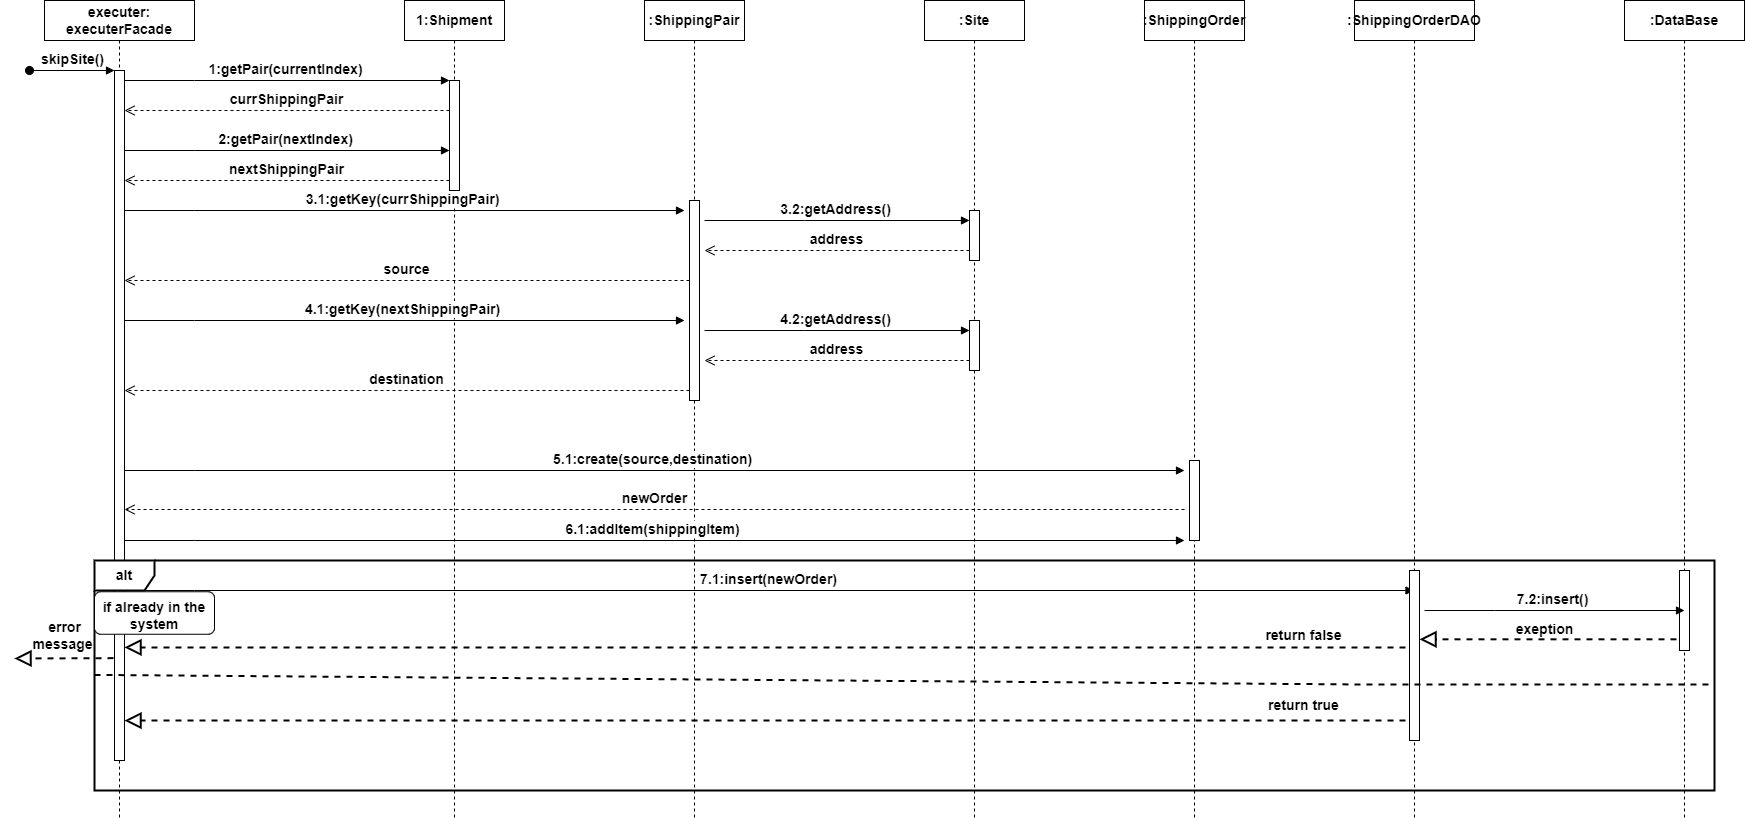 executer:
executerFacade
1:Shipment
:ShippingPair
:Site
:ShippingOrder
:ShippingOrderDAO
:DataBase
skipSite()
1:getPair(currentIndex)
currShippingPair
2:getPair(nextIndex)
nextShippingPair
3.1:getKey(currShippingPair)
3.2:getAddress()
address
source
4.1:getKey(nextShippingPair)
4.2:getAddress()
address
destination
5.1:create(source,destination)
newOrder
6.1:addItem(shippingItem)
alt
7.1:insert(newOrder)
if already in the
system
7.2:insert()
error
message
return false
exeption
return true